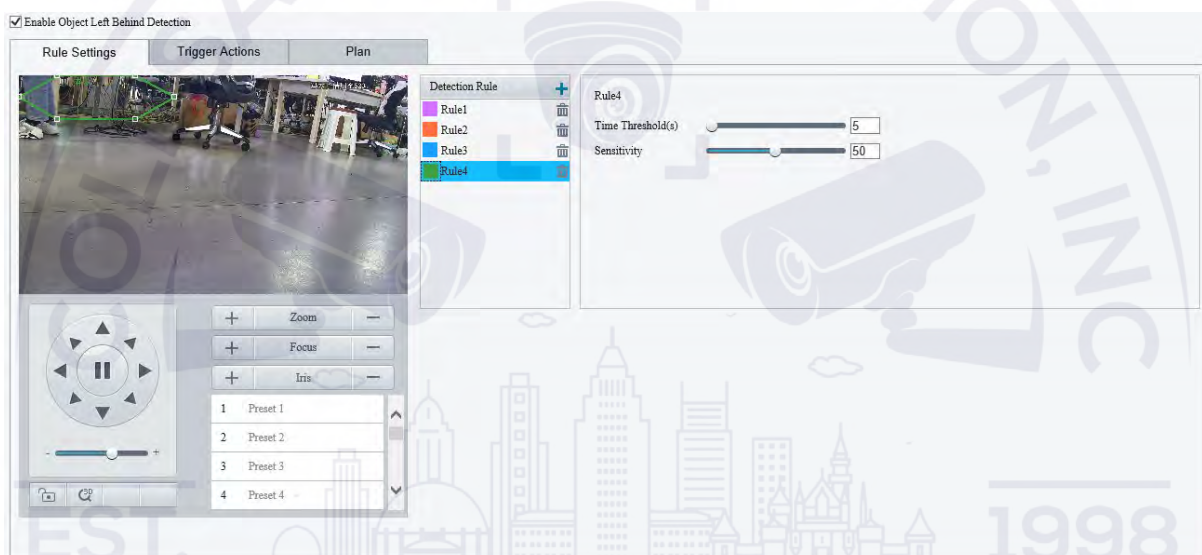 Enable Object Left Behind Detection
Rule Settings
Trigger Actions
Plan
Detection Rule
Rule1
Rule2
Rule3
Rule4
Rule4
Time Threshold(s) 5
Sensitivity 50
+ Zoom −
+ Focus −
+ Iris −
1 Preset 1
2 Preset 2
3 Preset 3
4 Preset 4
- +
3D
EST.
1998